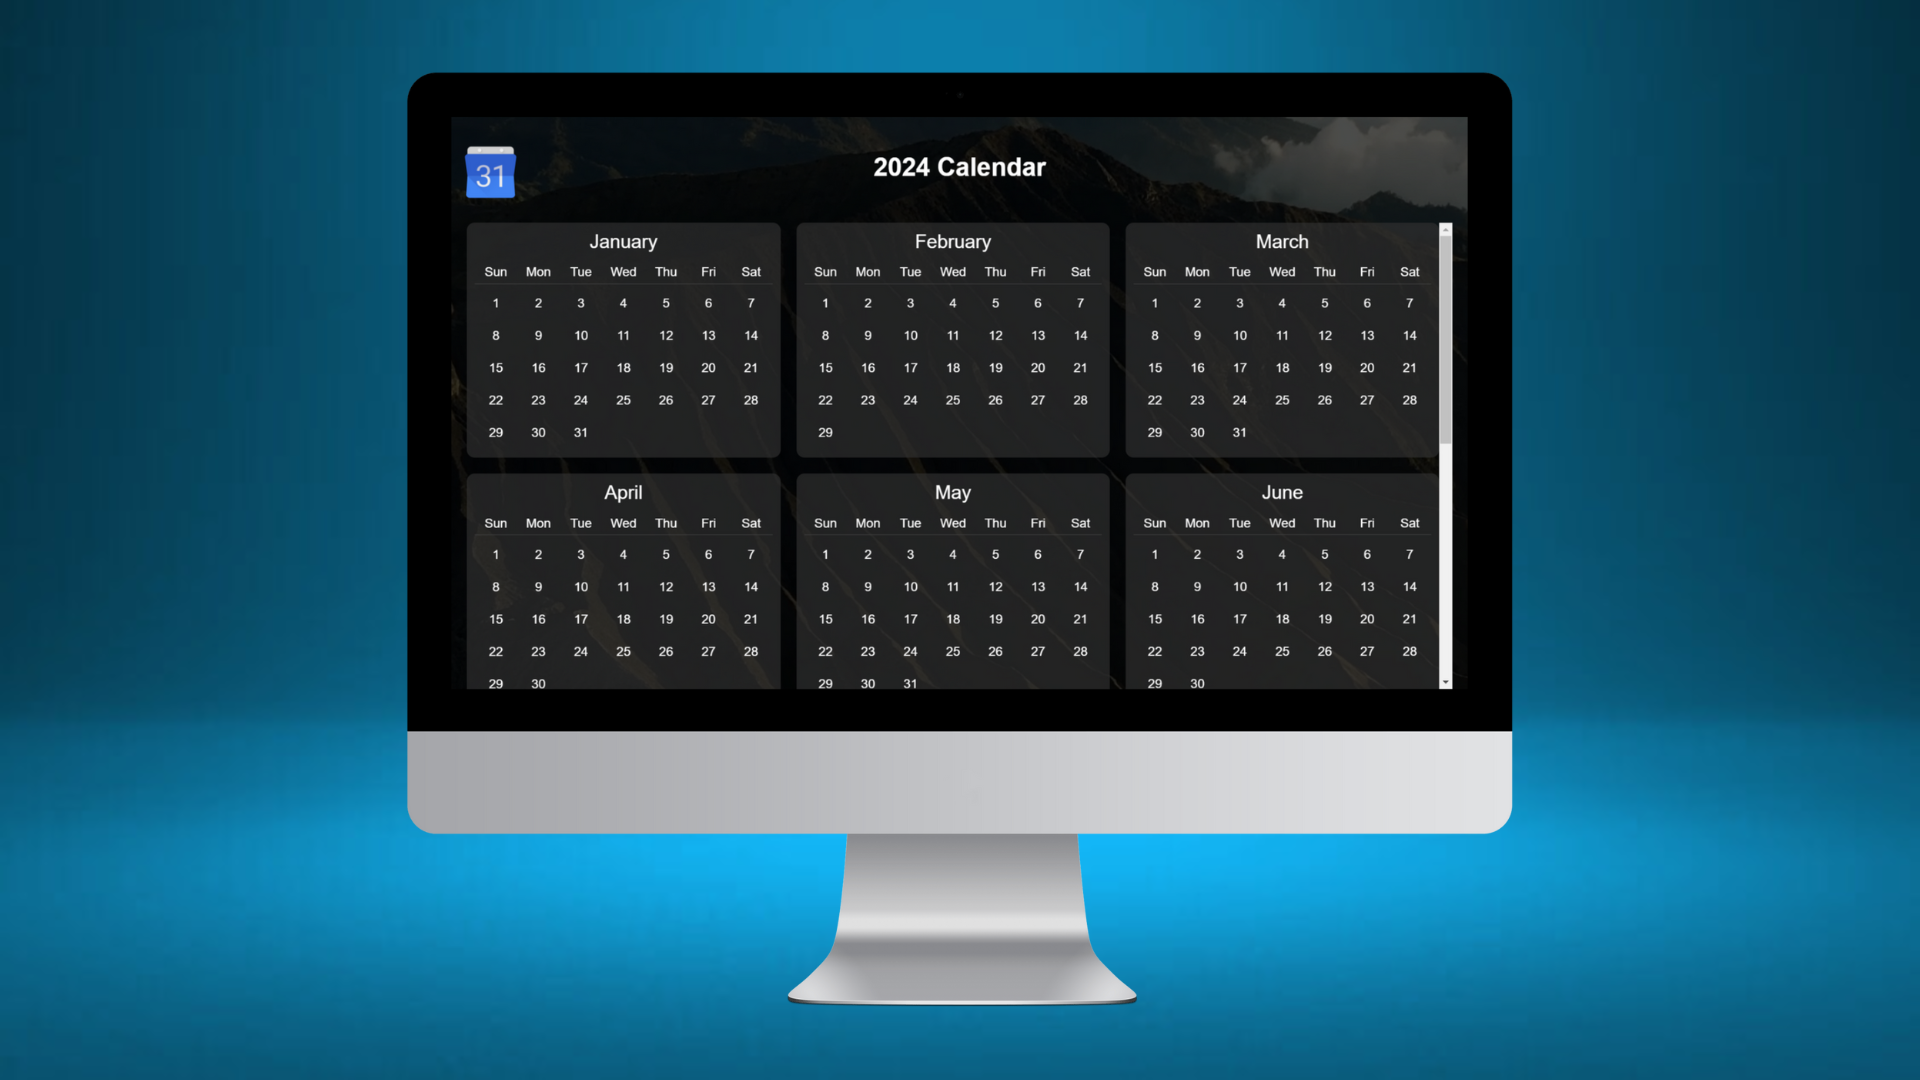 31
2024 Calendar
January February March
Sun Mon Tue Wed Thu Fri Sat Sun Mon Tue Wed Thu Fri Sat Sun Mon Tue Wed Thu Fri Sat
1 2 3 4 5 6 7 1 2 3 4 5 6 7 1 2 3 4 5 6 7
8 9 10 11 12 13 14 8 9 10 11 12 13 14 8 9 10 11 12 13 14
15 16 17 18 19 20 21 15 16 17 18 19 20 21 15 16 17 18 19 20 21
22 23 24 25 26 27 28 22 23 24 25 26 27 28 22 23 24 25 26 27 28
29 30 31 29 29 30 31
April May June
Sun Mon Tue Wed Thu Fri Sat Sun Mon Tue Wed Thu Fri Sat Sun Mon Tue Wed Thu Fri Sat
1 2 3 4 5 6 7 1 2 3 4 5 6 7 1 2 3 4 5 6 7
8 9 10 11 12 13 14 8 9 10 11 12 13 14 8 9 10 11 12 13 14
15 16 17 18 19 20 21 15 16 17 18 19 20 21 15 16 17 18 19 20 21
22 23 24 25 26 27 28 22 23 24 25 26 27 28 22 23 24 25 26 27 28
29 30 29 30 31 29 30